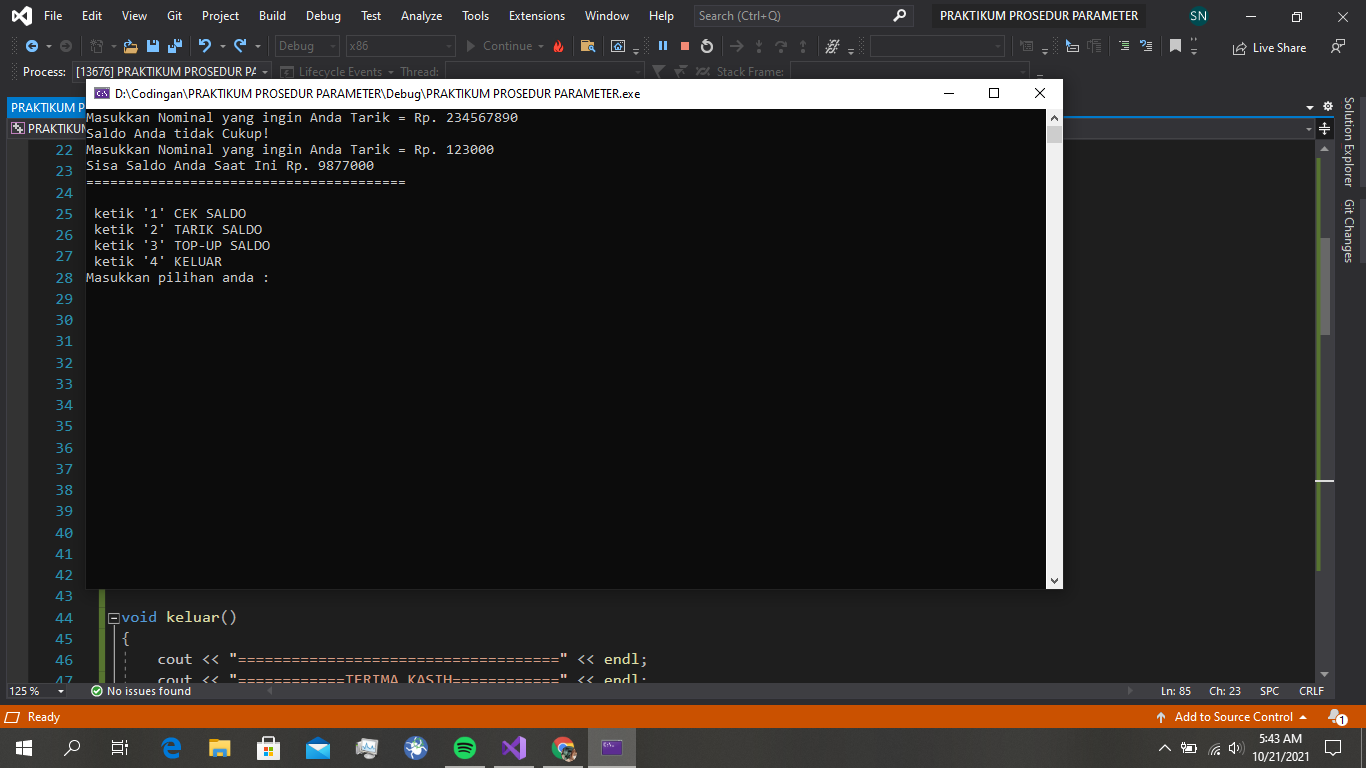 File Edit View Git Project Build Debug Test Analyze Tools Extensions Window Help Search (Ctrl+Q) PRAKTIKUM PROSEDUR PARAMETER SN
Debug x86 Continue Live Share
Process: [13676] PRAKTIKUM PROSEDUR PA Lifecycle Events Thread: Stack Frame:
D:\Codingan\PRAKTIKUM PROSEDUR PARAMETER\Debug\PRAKTIKUM PROSEDUR PARAMETER.exe
PRAKTIKUM P
PRAKTIKUM
Masukkan Nominal yang ingin Anda Tarik = Rp. 234567890
Saldo Anda tidak Cukup!
Masukkan Nominal yang ingin Anda Tarik = Rp. 123000
Sisa Saldo Anda Saat Ini Rp. 9877000
========================================
ketik '1' CEK SALDO
ketik '2' TARIK SALDO
ketik '3' TOP-UP SALDO
ketik '4' KELUAR
Masukkan pilihan anda :
Solution Explorer
Git Changes
22
23
24
25
26
27
28
29
30
31
32
33
34
35
36
37
38
39
40
41
42
43
44 void keluar()
45 {
46 cout << "====================================" << endl;
47 cout << "============TERIMA KASIH============" << endl;
125 % No issues found Ln: 85 Ch: 23 SPC CRLF
Ready Add to Source Control 1
5:43 AM
10/21/2021